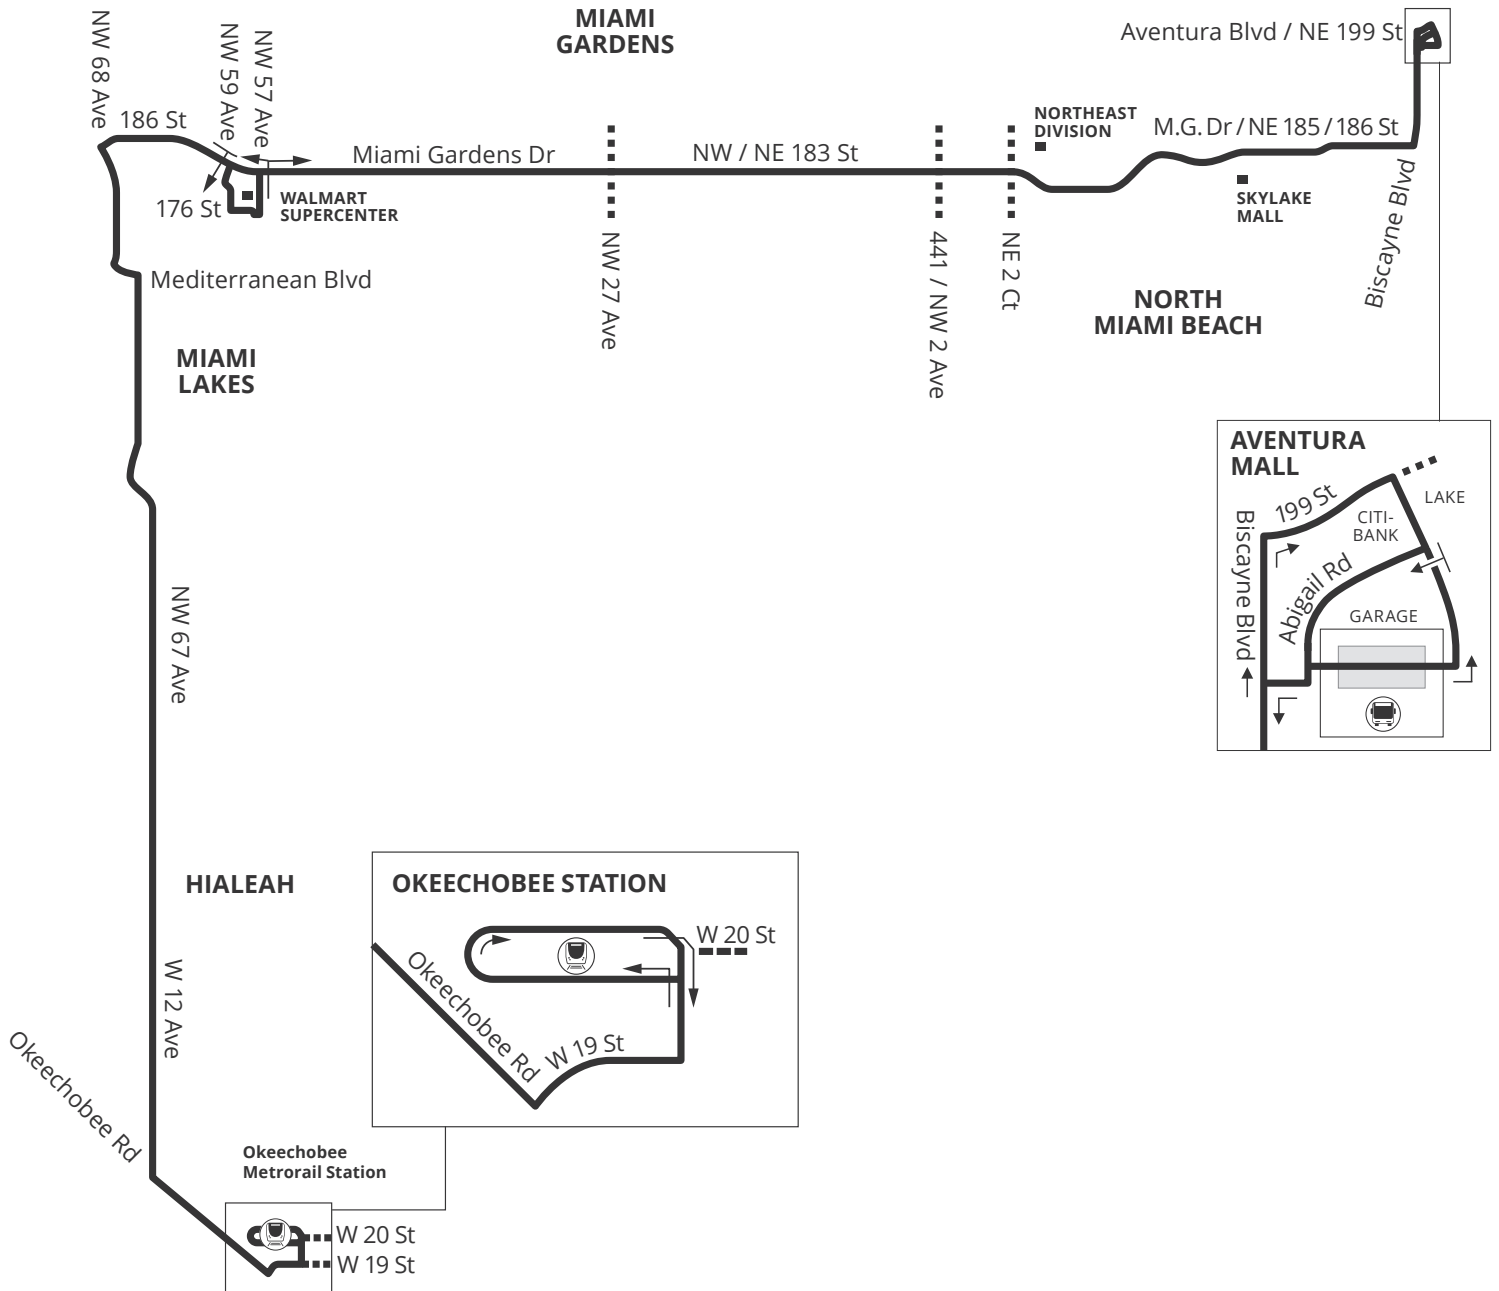 MIAMI
GARDENS
Aventura Blvd / NE 199 St
NW 68 Ave
NW 59 Ave
NW 57 Ave
186 St
NORTHEAST
DIVISION
M.G. Dr / NE 185 / 186 St
Miami Gardens Dr
NW / NE 183 St
176 St
WALMART
SUPERCENTER
SKYLAKE
MALL
Biscayne Blvd
NW 27 Ave
441 / NW 2 Ave
NE 2 Ct
Mediterranean Blvd
NORTH
MIAMI BEACH
MIAMI
LAKES
AVENTURA
MALL
199 St
LAKE
CITI-
BANK
Biscayne Blvd
Abigail Rd
GARAGE
NW 67 Ave
HIALEAH
OKEECHOBEE STATION
W 20 St
Okeechobee Rd
W 19 St
W 12 Ave
Okeechobee Rd
Okeechobee
Metrorail Station
W 20 St
W 19 St